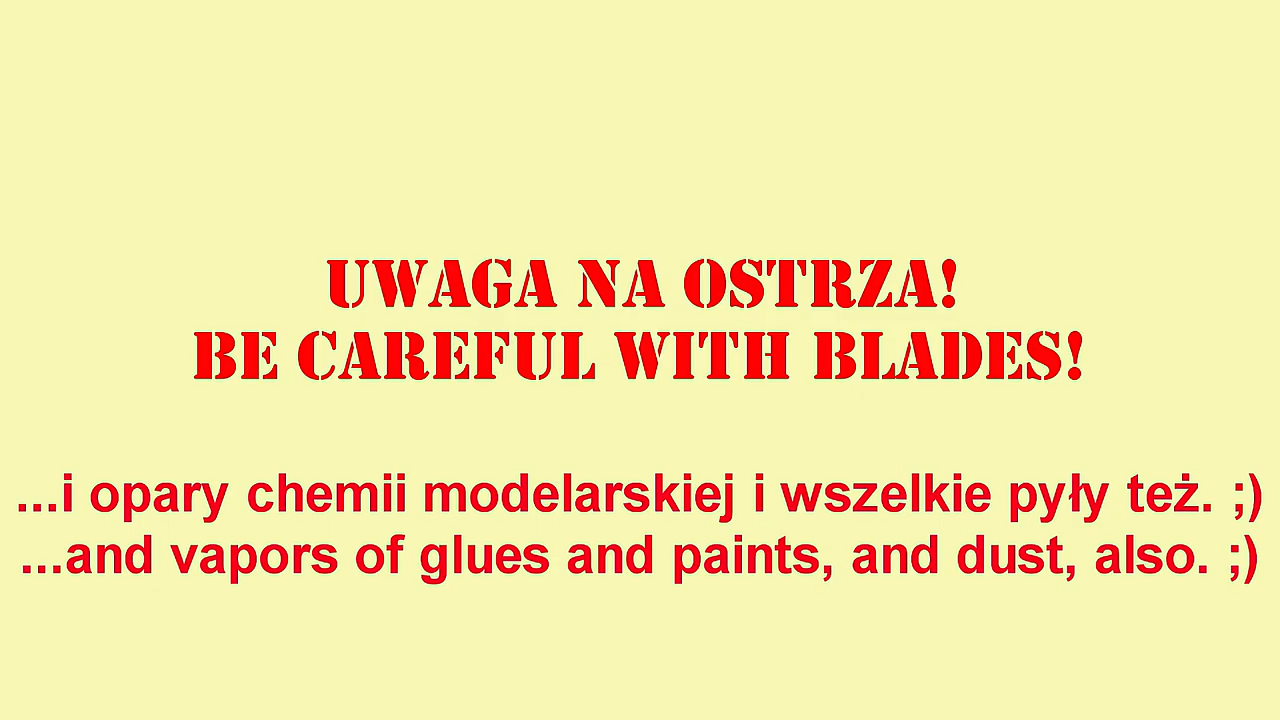 UWAGA NA OSTRZA!
BE CAREFUL WITH BLADES!
...i opary chemii modelarskiej i wszelkie pyły też. ;)
...and vapors of glues and paints, and dust, also. ;)